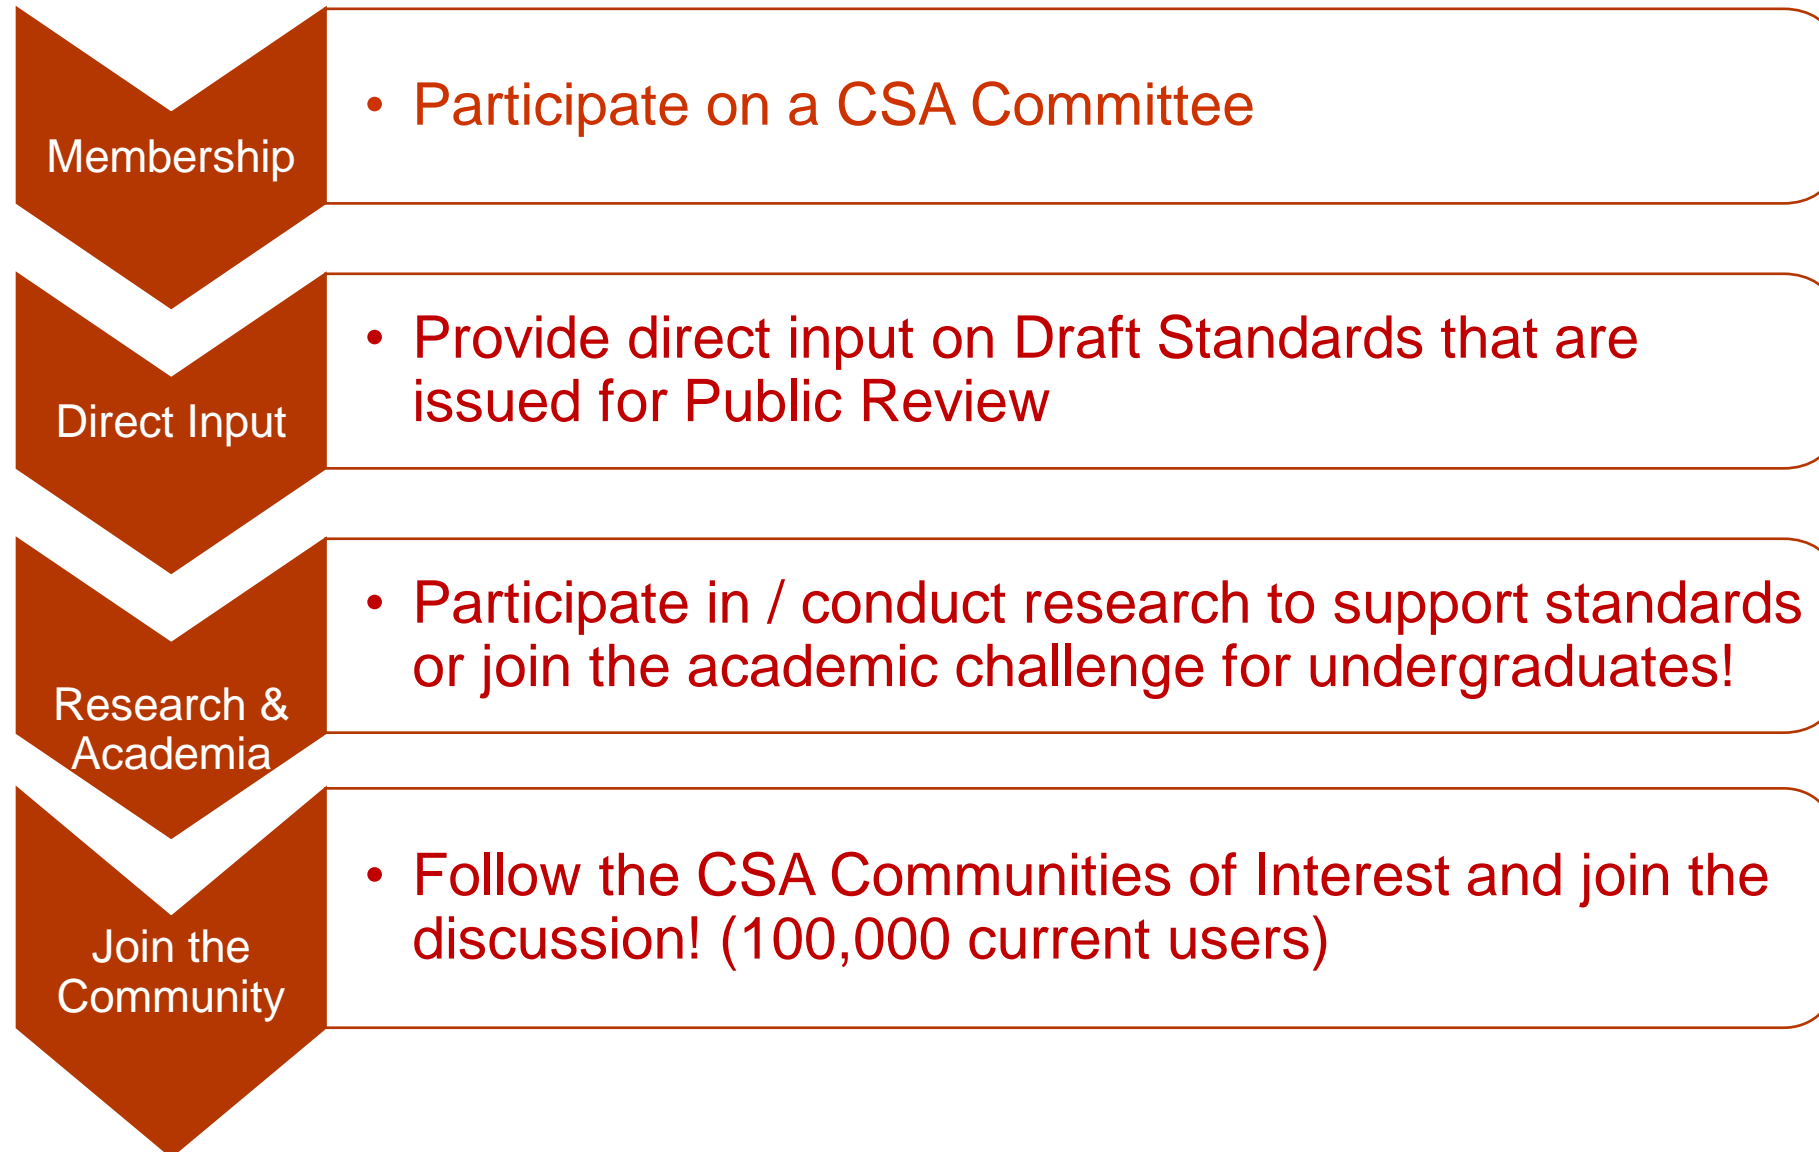 Membership
• Participate on a CSA Committee
Direct Input
• Provide direct input on Draft Standards that are
issued for Public Review
Research &
Academia
• Participate in / conduct research to support standards
or join the academic challenge for undergraduates!
Join the
Community
• Follow the CSA Communities of Interest and join the
discussion! (100,000 current users)